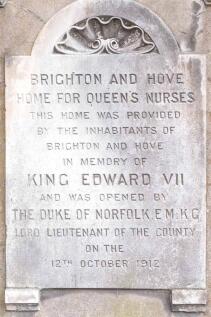 BRIGHTON AND HOVE
HOME FOR QUEEN'S NURSES
THIS HOME WAS PROVIDED
BY THE INHABITANTS OF
BRIGHTON AND HOVE
IN MEMORY OF
KING EDWARD VII
AND WAS OPENED BY
THE DUKE OF NORFOLK, E.M., K.G.
LORD LIEUTENANT OF THE COUNTY
ON THE
12TH OCTOBER 1912